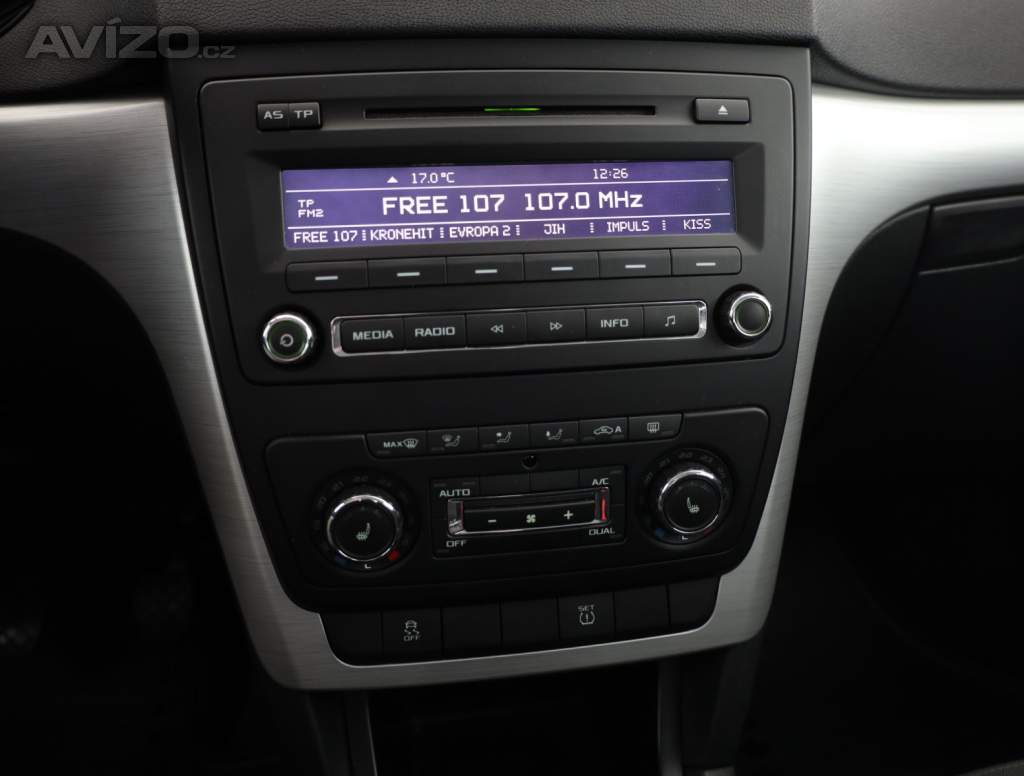 AVÍZO.cz
AS TP
17.0°C 12:26
TP
FM2
FREE 107 107.0 MHz
FREE 107 KRONEHIT EVROPA 2 JIH IMPULS KISS
MEDIA RADIO INFO
MAX A
AUTO A/C
- +
OFF DUAL
L L
OFF SET